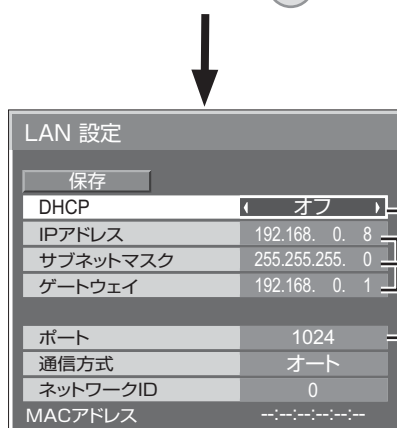 LAN 設定
保存
DHCP オフ
IPアドレス 192.168. 0. 8
サブネットマスク 255.255.255. 0
ゲートウェイ 192.168. 0. 1
ポート 1024
通信方式 オート
ネットワークID 0
MACアドレス --:--:--:--:--:--